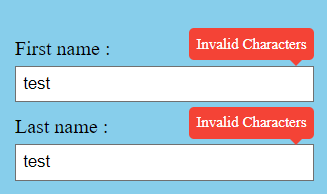 First name :
Invalid Characters
test
Last name :
Invalid Characters
test